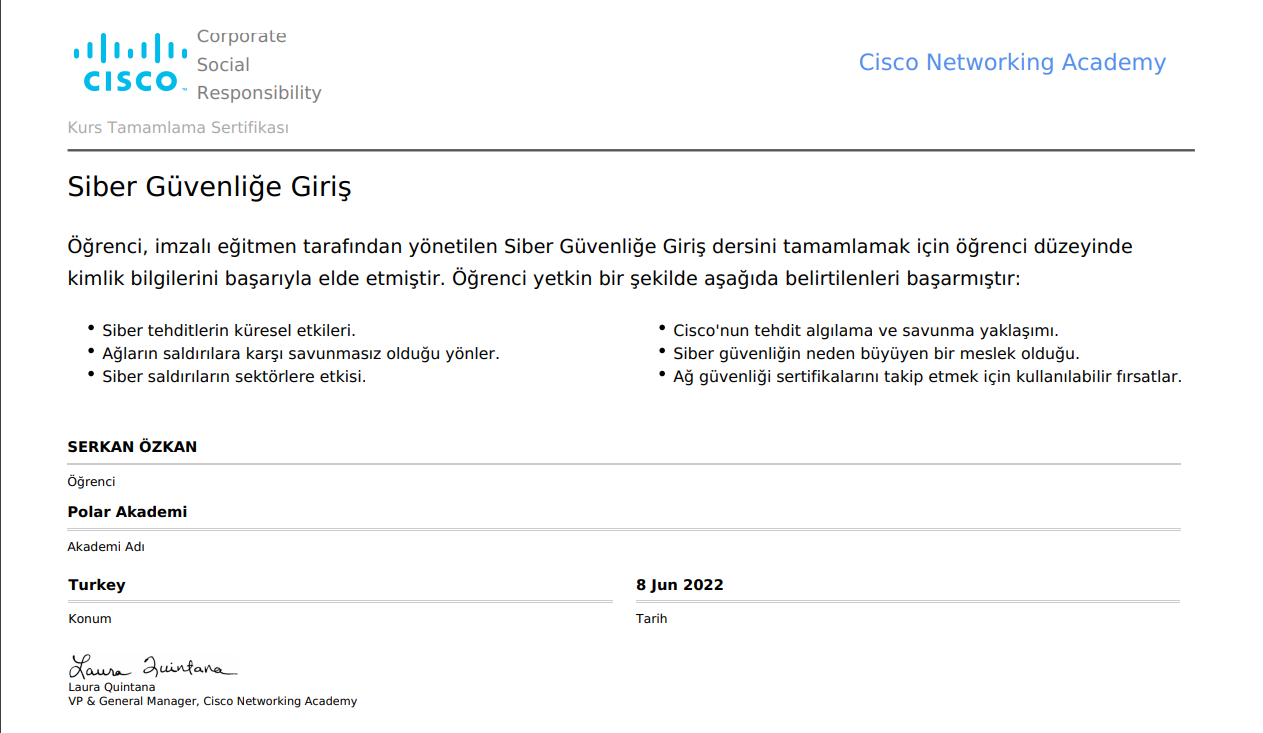 Corporate
Social
Responsibility
CISCO
Cisco Networking Academy
Kurs Tamamlama Sertifikası
Siber Güvenliğe Giriş
Öğrenci, imzalı eğitmen tarafından yönetilen Siber Güvenliğe Giriş dersini tamamlamak için öğrenci düzeyinde
kimlik bilgilerini başarıyla elde etmiştir. Öğrenci yetkin bir şekilde aşağıda belirtilenleri başarmıştır:
• Siber tehditlerin küresel etkileri.
• Ağların saldırılara karşı savunmasız olduğu yönler.
• Siber saldırıların sektörlere etkisi.
• Cisco'nun tehdit algılama ve savunma yaklaşımı.
• Siber güvenliğin neden büyüyen bir meslek olduğu.
• Ağ güvenliği sertifikalarını takip etmek için kullanılabilir fırsatlar.
SERKAN ÖZKAN
Öğrenci
Polar Akademi
Akademi Adı
Turkey
Konum
8 Jun 2022
Tarih
Laura Quintana
Laura Quintana
VP & General Manager, Cisco Networking Academy